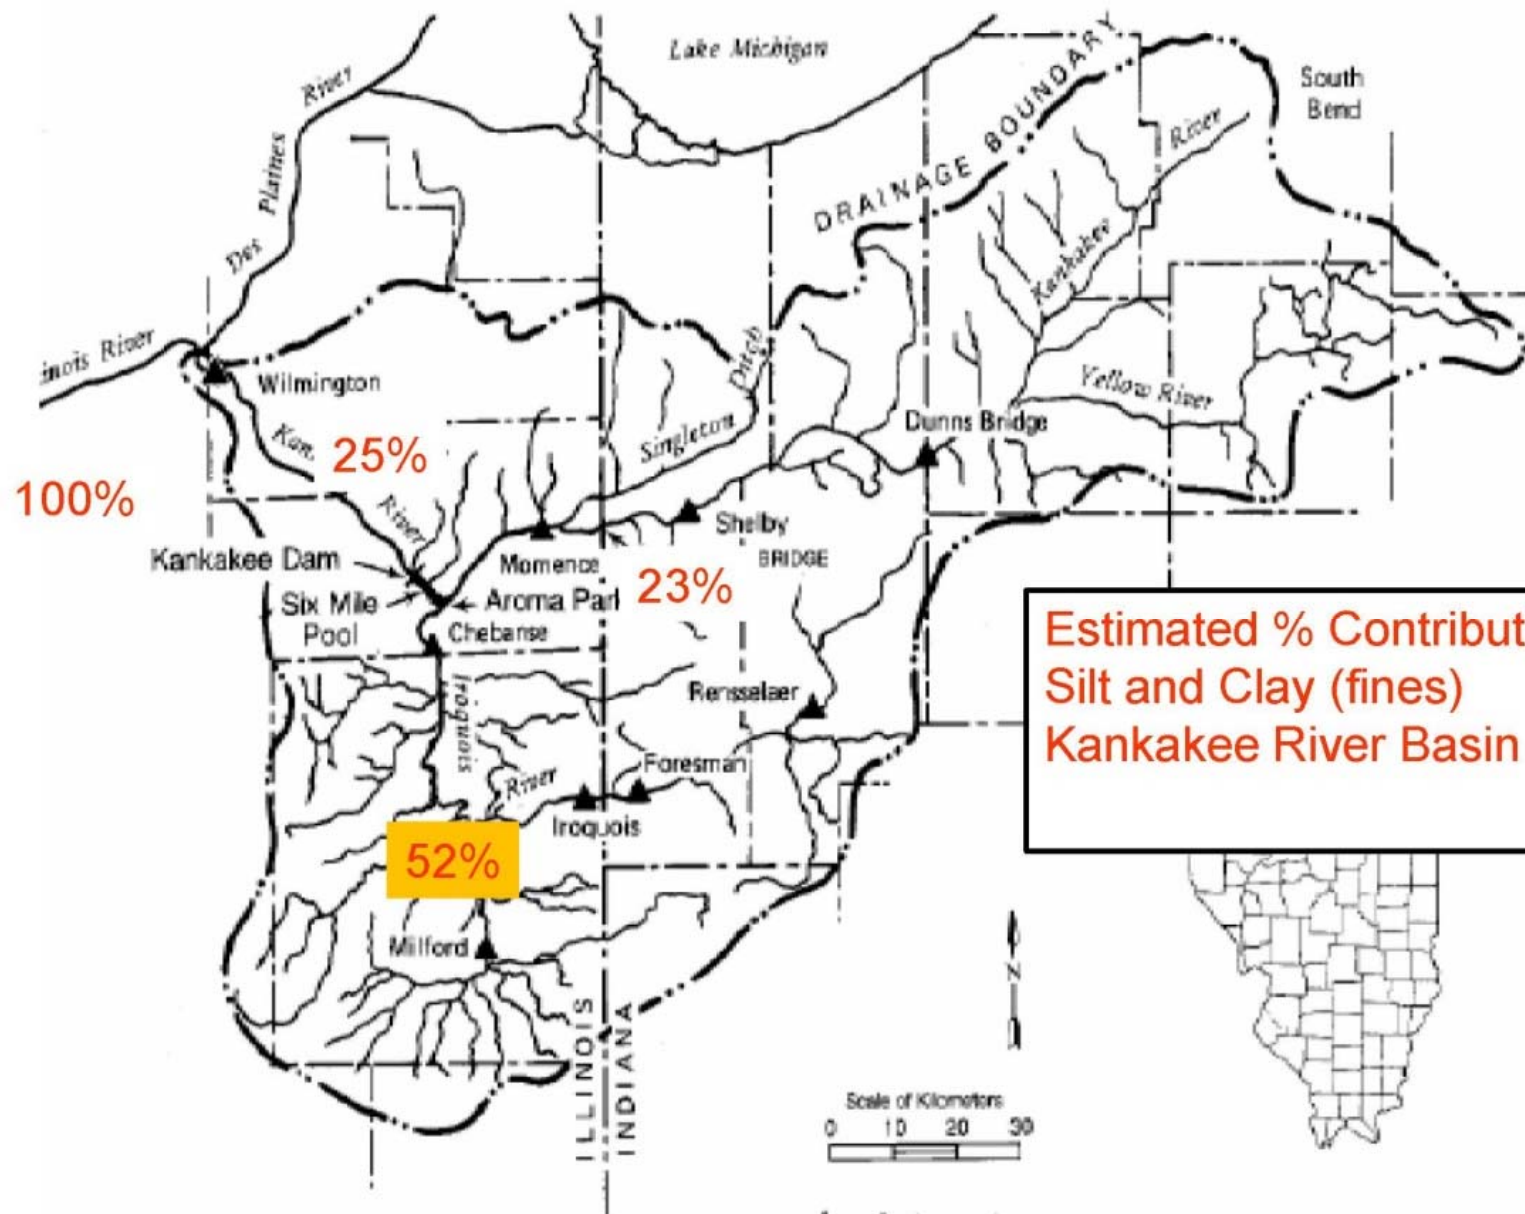 Lake Michigan
South
Bend
River
Plaines
Des
DRAINAGE BOUNDARY
River
Kankakee
inois River
Wilmington
Ditch
Singleton
Yellow River
Dunns Bridge
Kan.
25%
100%
River
Shelby
Kankakee Dam
Momence
BRIDGE
Six Mile
Pool
Aroma Par
23%
Chebanse
Iroquois
River
Rensselaer
Foresman
Iroquois
52%
Milford
Estimated % Contribut
Silt and Clay (fines)
Kankakee River Basin
ILLINOIS
INDIANA
N
Scale of Kilometers
0 10 20 30